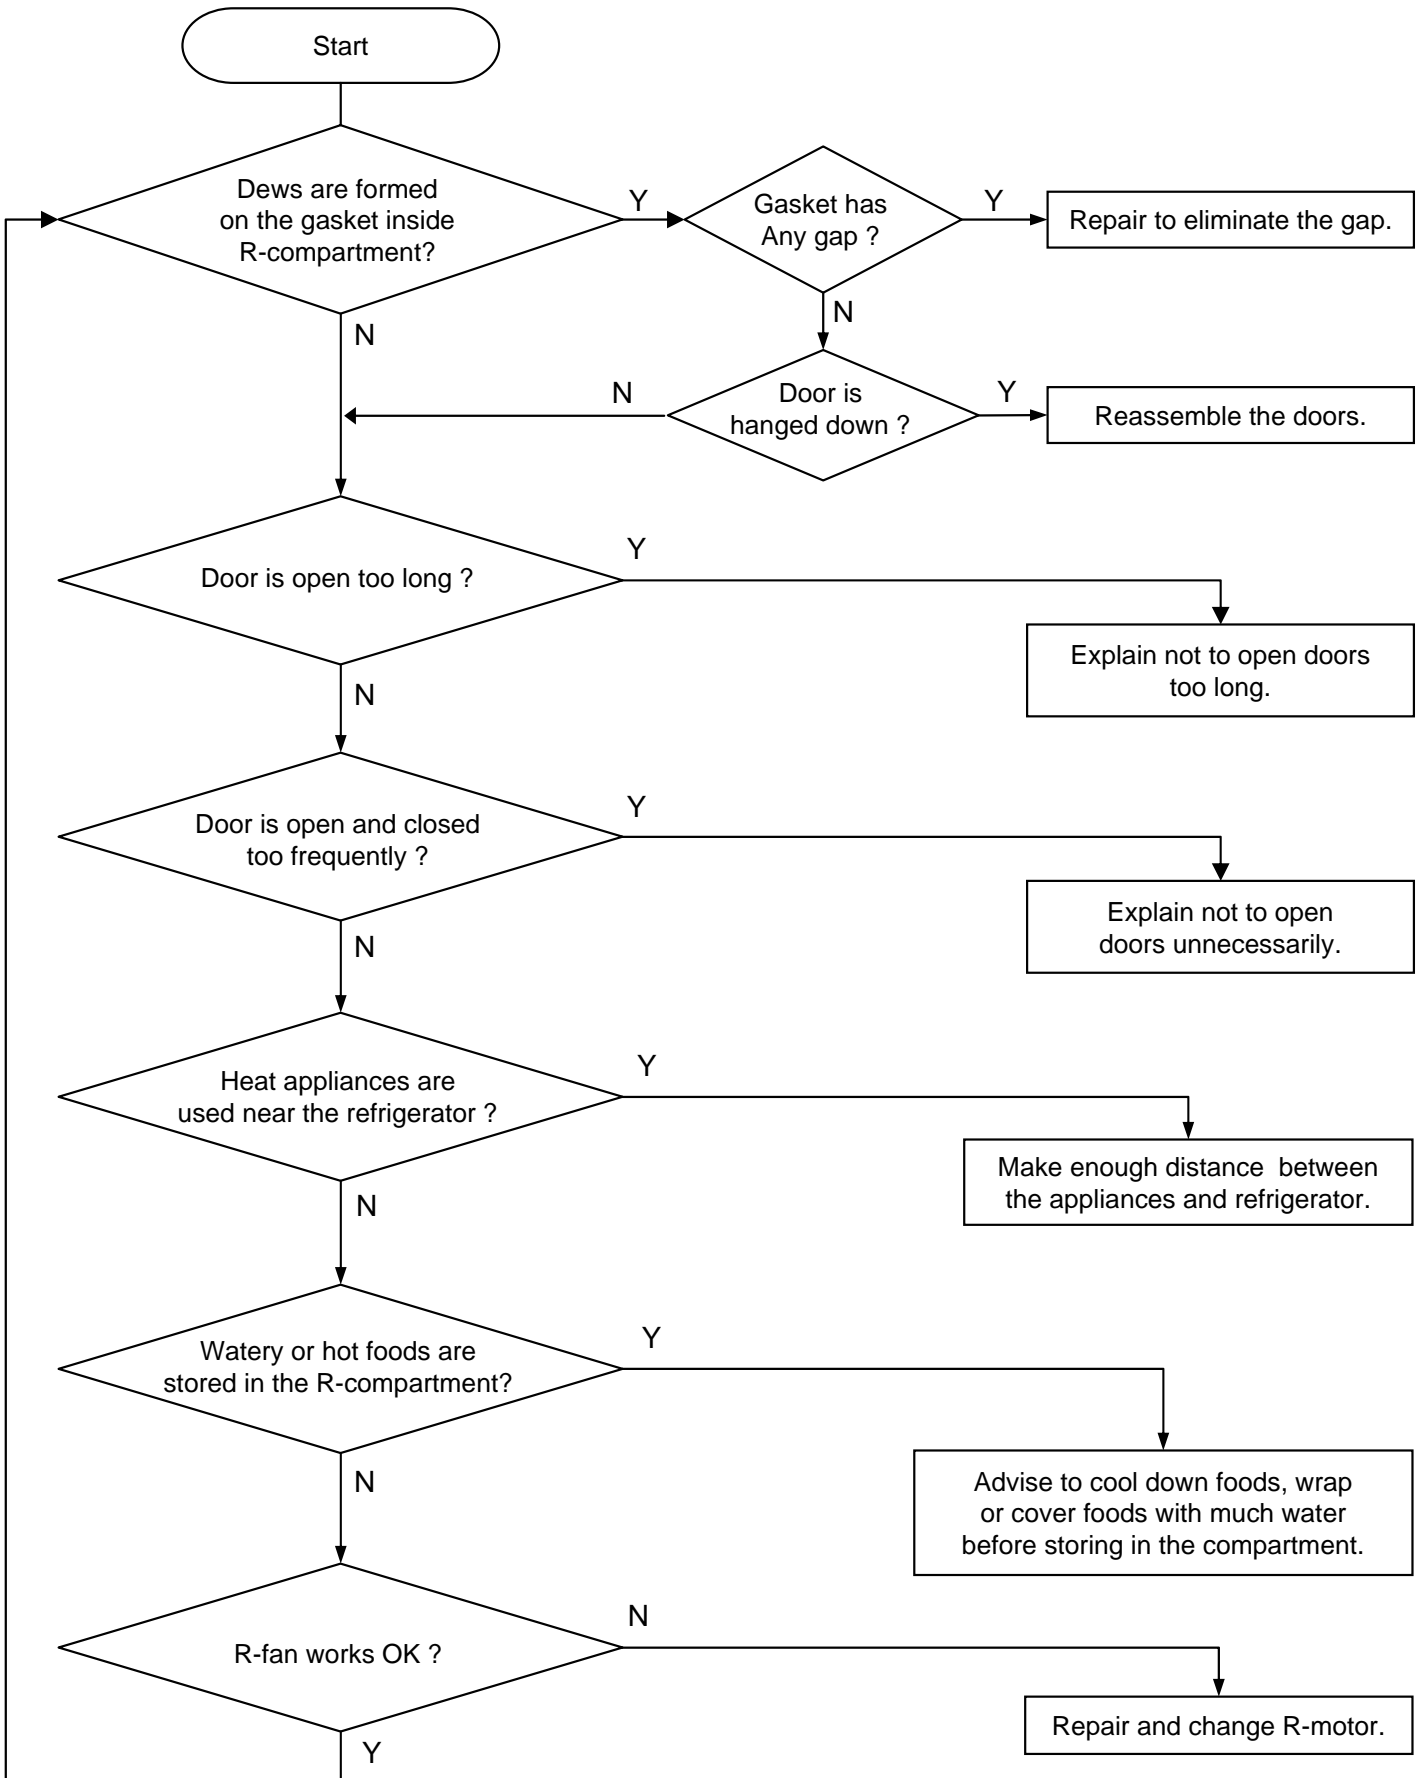 Start
Dews are formed
on the gasket inside
R-compartment?
Y
Gasket has
Any gap ?
Y
Repair to eliminate the gap.
N
N
Door is
hanged down ?
N
Y
Reassemble the doors.
Door is open too long ?
Y
Explain not to open doors
too long.
N
Door is open and closed
too frequently ?
Y
Explain not to open
doors unnecessarily.
N
Heat appliances are
used near the refrigerator ?
Y
Make enough distance  between
the appliances and refrigerator.
N
Watery or hot foods are
stored in the R-compartment?
Y
Advise to cool down foods, wrap
or cover foods with much water
before storing in the compartment.
N
R-fan works OK ?
N
Repair and change R-motor.
Y